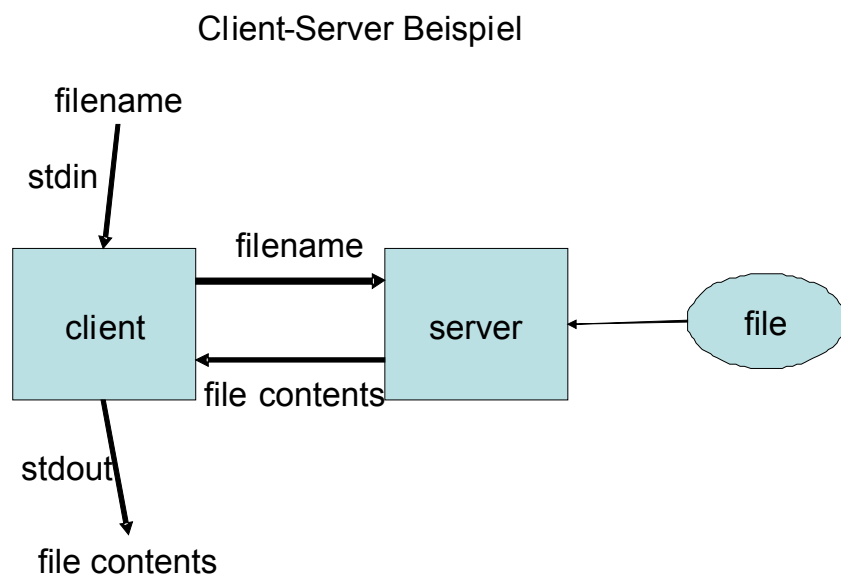 Client-Server Beispiel
filename
stdin
filename
client
server
file
file contents
stdout
file contents